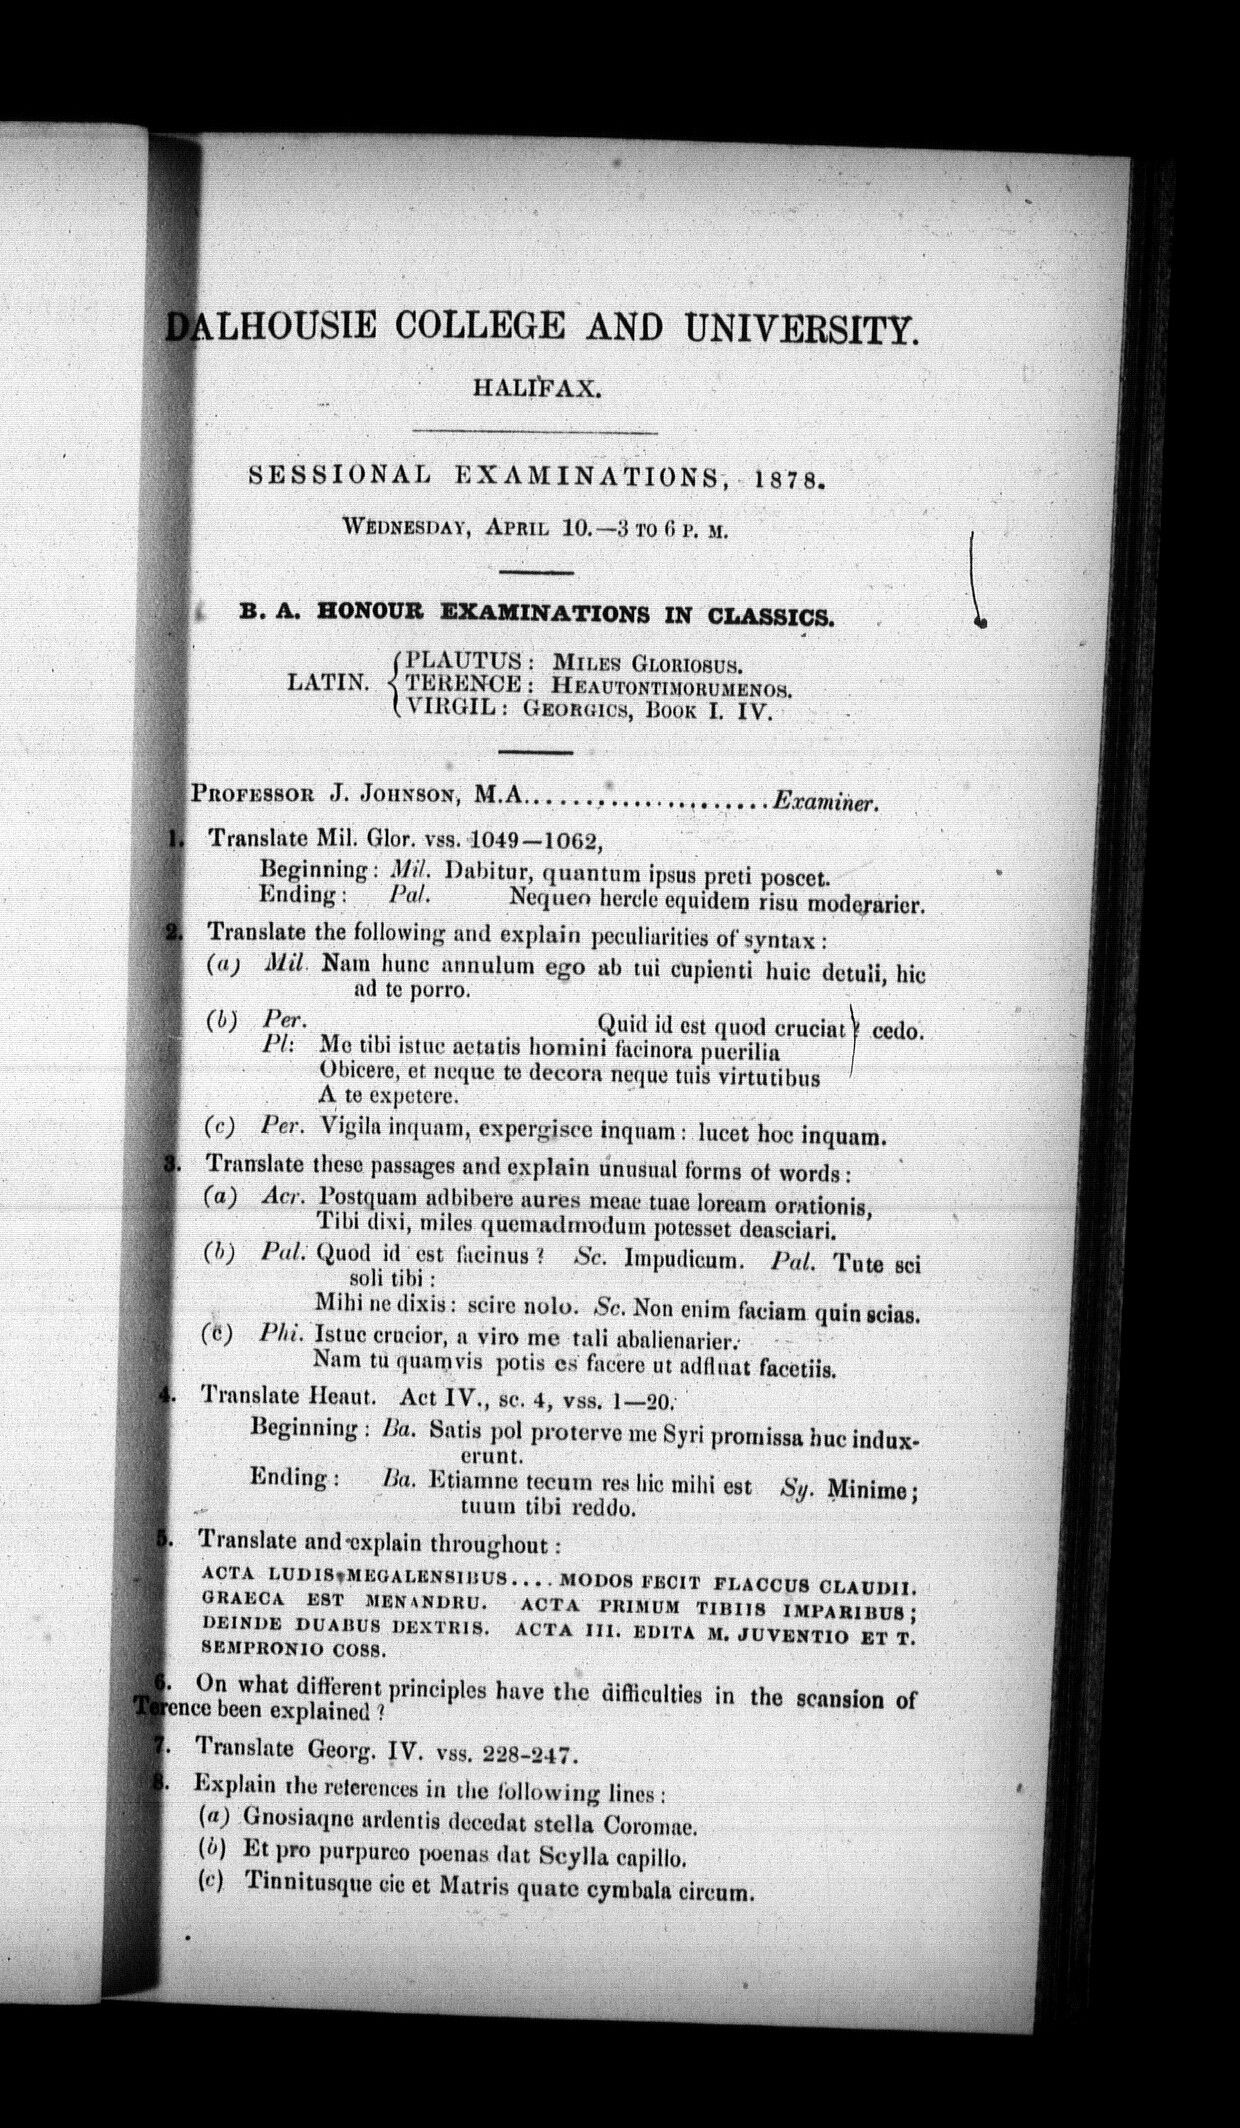 DALHOUSIE COLLEGE AND UNIVERSITY.
HALIFAX.
SESSIONAL EXAMINATIONS, 1878.
WEDNESDAY, APRIL 10.—3 TO 6 P. M.
B. A. HONOUR EXAMINATIONS IN CLASSICS.
PLAUTUS: MILES GLORIOSUS.
LATIN. TERENCE: HEAUTONTIMORUMENOS.
VIRGIL: GEORGICS, BOOK I. IV.
PROFESSOR J. JOHNSON, M.A.....................Examiner.
1. Translate Mil. Glor. vss. 1049—1062,
Beginning: Mil. Dabitur, quantum ipsus preti poscet.
Ending: Pal. Nequeo hercle equidem risu moderarier.
2. Translate the following and explain peculiarities of syntax:
(a) Mil. Nam hunc annulum ego ab tui cupienti huic detuli, hic
ad te porro.
(b) Per. Quid id est quod cruciat? cedo.
Pl: Me tibi istuc aetatis homini facinora puerilia
Obicere, et neque te decora neque tuis virtutibus
A te expetere.
(c) Per. Vigila inquam, expergisce inquam: lucet hoc inquam.
3. Translate these passages and explain unusual forms of words:
(a) Acr. Postquam adbibere aures meae tuae loream orationis,
Tibi dixi, miles quemadmodum potesset deasciari.
(b) Pal. Quod id est facinus? Sc. Impudicum. Pal. Tute sci
soli tibi:
Mihi ne dixis: scire nolo. Sc. Non enim faciam quin scias.
(c) Phi. Istuc crucior, a viro me tali abalienarier.
Nam tu quamvis potis es facere ut adfluat facetiis.
4. Translate Heaut. Act IV., sc. 4, vss. 1—20.
Beginning: Ba. Satis pol proterve me Syri promissa huc indux-
erunt.
Ending: Ba. Etiamne tecum res hic mihi est Sy. Minime;
tuum tibi reddo.
5. Translate and explain throughout:
ACTA LUDIS MEGALENSIBUS.... MODOS FECIT FLACCUS CLAUDII.
GRAECA EST MENANDRU. ACTA PRIMUM TIBIIS IMPARIBUS;
DEINDE DUABUS DEXTRIS. ACTA III. EDITA M. JUVENTIO ET T.
SEMPRONIO COSS.
6. On what different principles have the difficulties in the scansion of
Terence been explained?
7. Translate Georg. IV. vss. 228-247.
8. Explain the references in the following lines:
(a) Gnosiaqne ardentis decedat stella Coromae.
(b) Et pro purpureo poenas dat Scylla capillo.
(c) Tinnitusque cie et Matris quate cymbala circum.